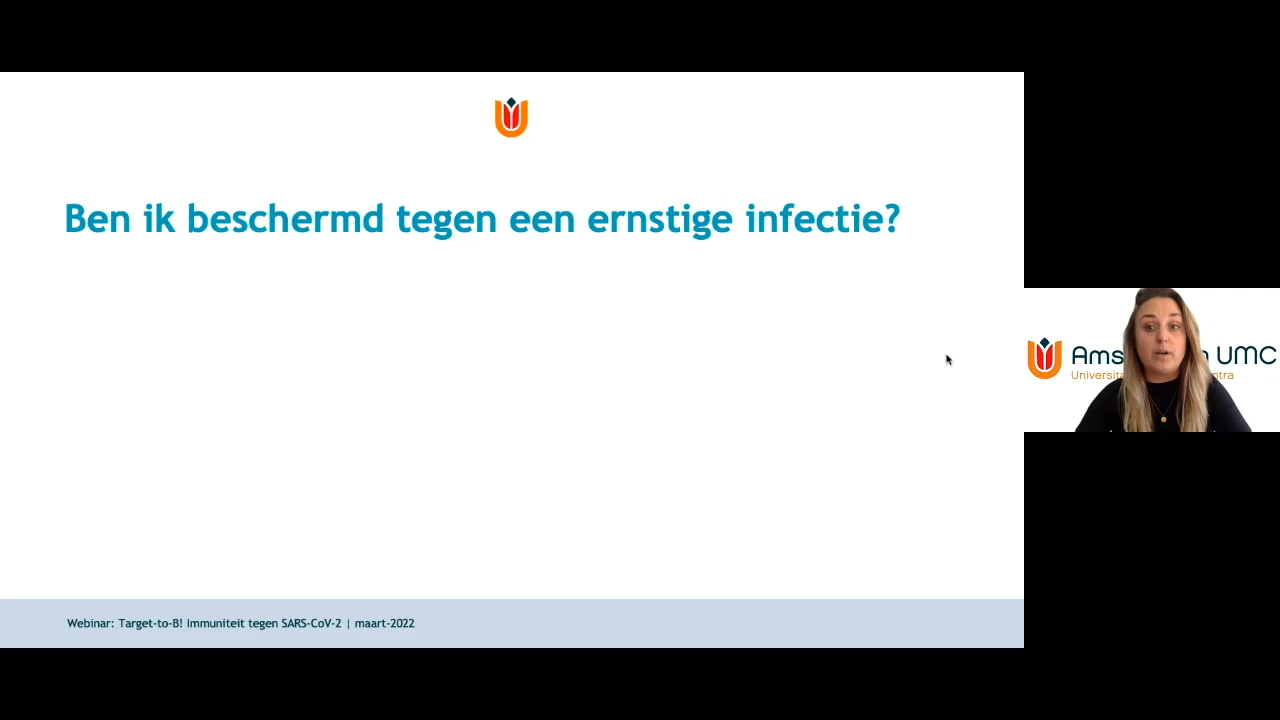 Ben ik beschermd tegen een ernstige infectie?
UMC
Webinar: Target-to-B! Immuniteit tegen SARS-CoV-2 | maart-2022